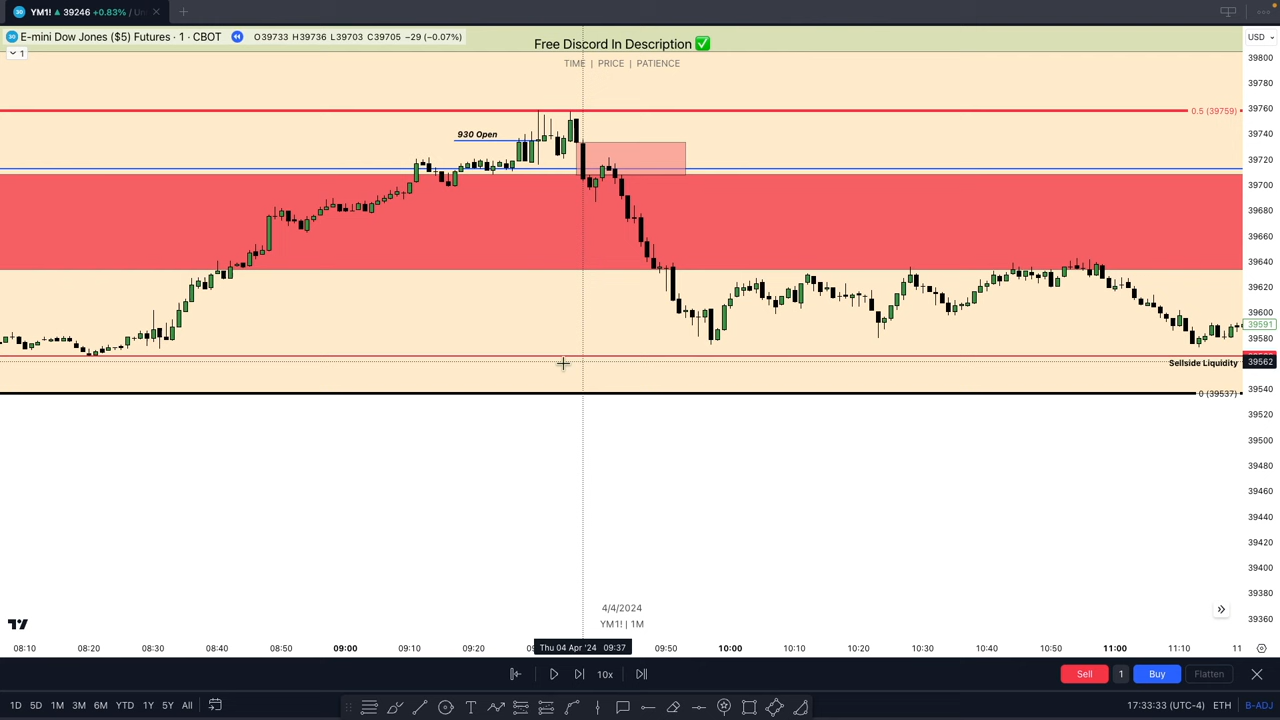 YM1! ▲ 39246 +0.83% / Un
E-mini Dow Jones ($5) Futures · 1 · CBOT
O39733 H39736 L39703 C39705 −29 (−0.07%)
1
Free Discord In Description ✅
TIME | PRICE | PATIENCE
USD
39800
39780
0.5 (39759)
39760
930 Open
39740
39720
39700
39680
39660
39640
39620
39600
39591
39580
Sellside Liquidity
39562
39540
0 (39537)
39520
39500
39480
39460
39440
39420
39400
39380
39360
4/4/2024
YM1! | 1M
08:10
08:20
08:30
08:40
08:50
09:00
09:10
09:20
Thu 04 Apr '24 09:37
09:50
10:00
10:10
10:20
10:30
10:40
10:50
11:00
11:10
11
10x
Sell
1
Buy
Flatten
1D 5D 1M 3M 6M YTD 1Y 5Y All
17:33:33 (UTC-4) ETH B-ADJ